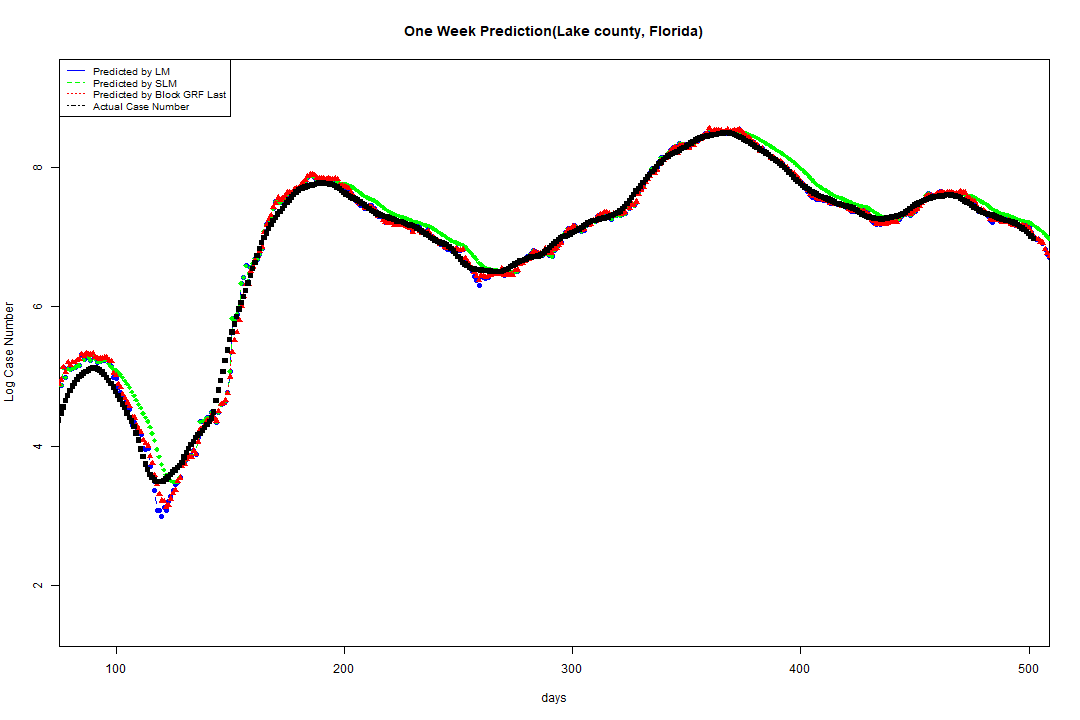 One Week Prediction(Lake county, Florida)
Predicted by LM
Predicted by SLM
Predicted by Block GRF Last
Actual Case Number
Log Case Number
8
6
4
2
100 200 300 400 500
days